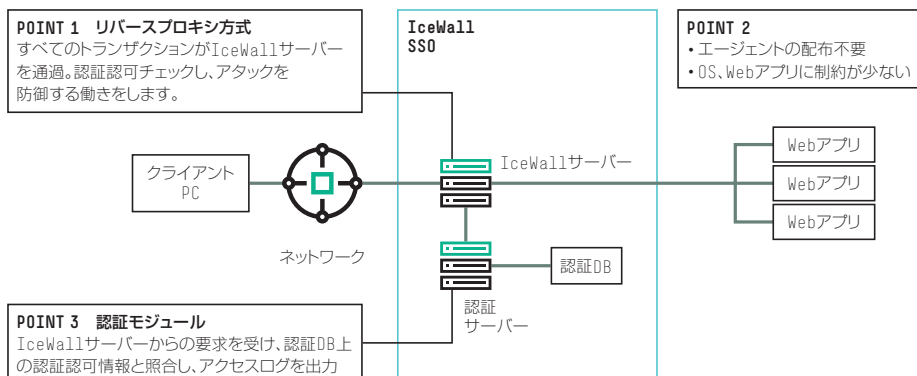 POINT 1 リバースプロキシ方式
すべてのトランザクションがIceWallサーバー
を通過。認証認可チェックし、アタックを
防御する働きをします。
IceWall
SSO
POINT 2
・エージェントの配布不要
・OS、Webアプリに制約が少ない
クライアント
PC
ネットワーク
IceWallサーバー
Webアプリ
Webアプリ
Webアプリ
認証DB
認証
サーバー
POINT 3 認証モジュール
IceWallサーバーからの要求を受け、認証DB上
の認証認可情報と照合し、アクセスログを出力